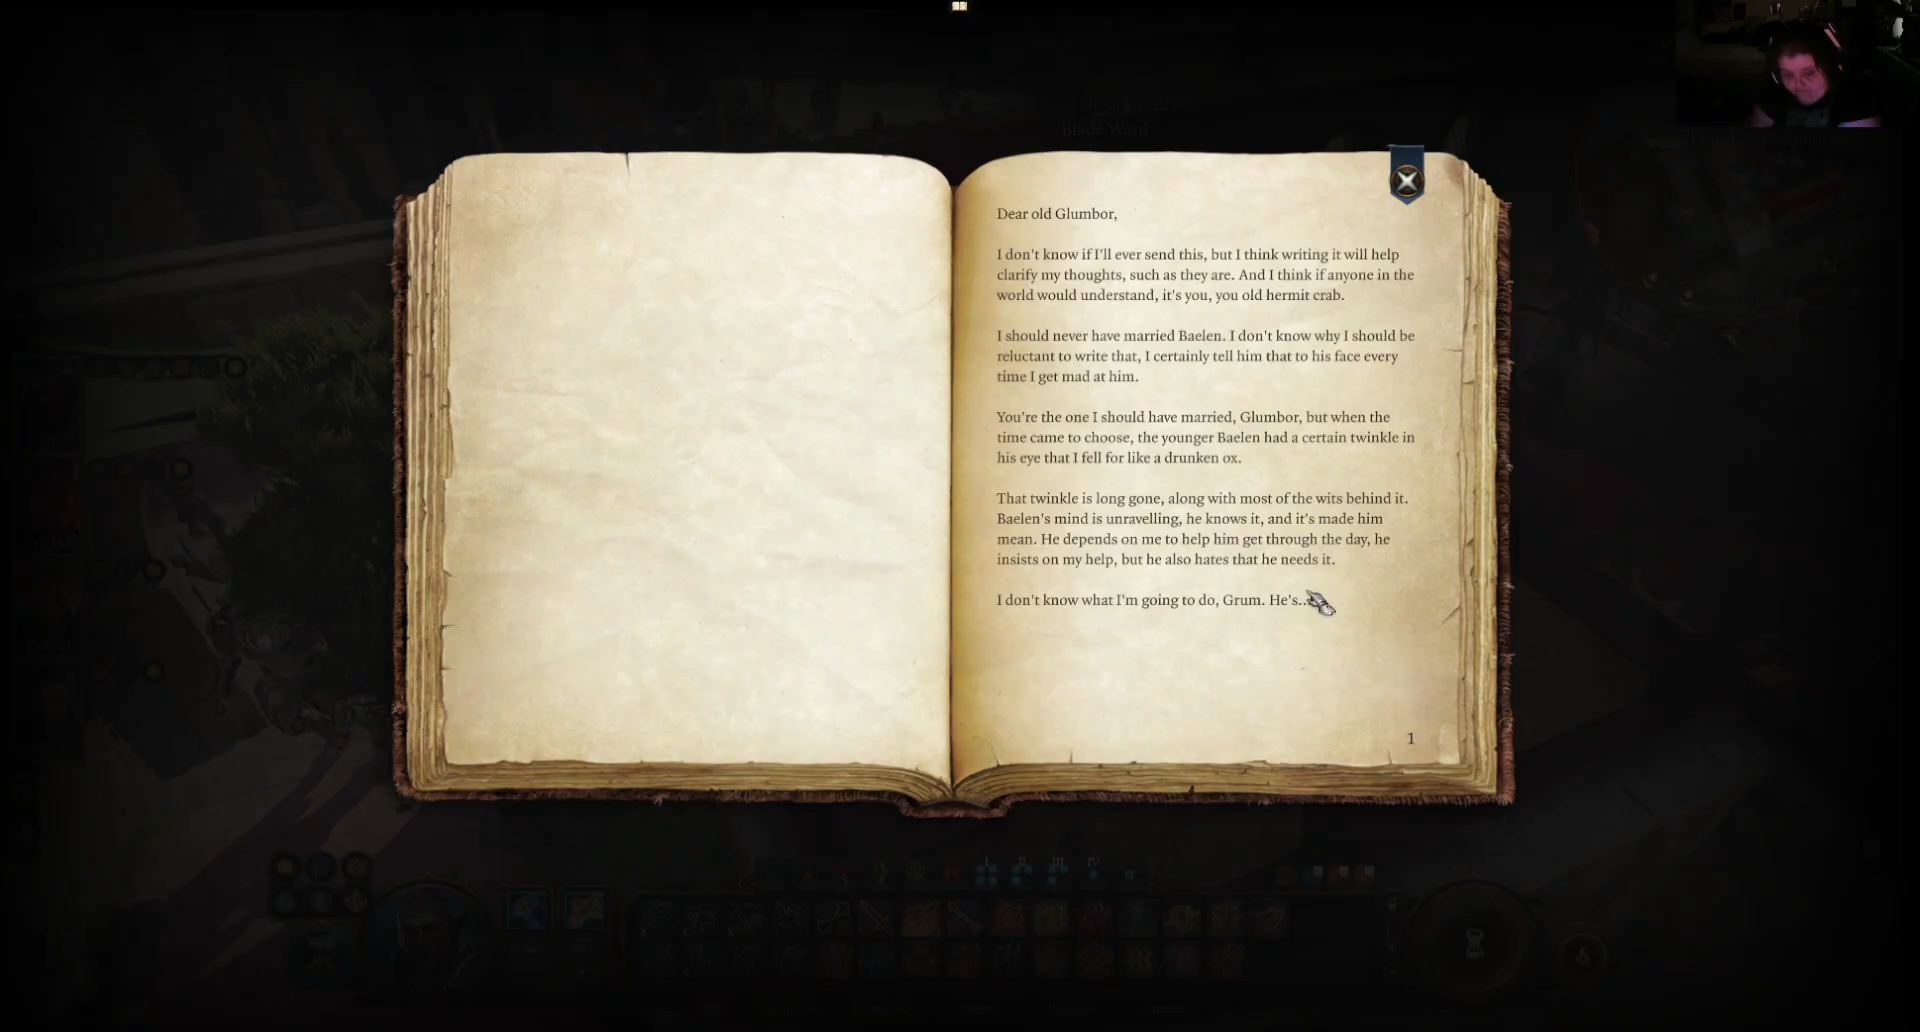 Blade Ward
Dear old Glumbor,
I don't know if I'll ever send this, but I think writing it will help
clarify my thoughts, such as they are. And I think if anyone in the
world would understand, it's you, you old hermit crab.
I should never have married Baelen. I don't know why I should be
reluctant to write that, I certainly tell him that to his face every
time I get mad at him.
You're the one I should have married, Glumbor, but when the
time came to choose, the younger Baelen had a certain twinkle in
his eye that I fell for like a drunken ox.
That twinkle is long gone, along with most of the wits behind it.
Baelen's mind is unravelling, he knows it, and it's made him
mean. He depends on me to help him get through the day, he
insists on my help, but he also hates that he needs it.
I don't know what I'm going to do, Grum. He's..
1
I II III IV